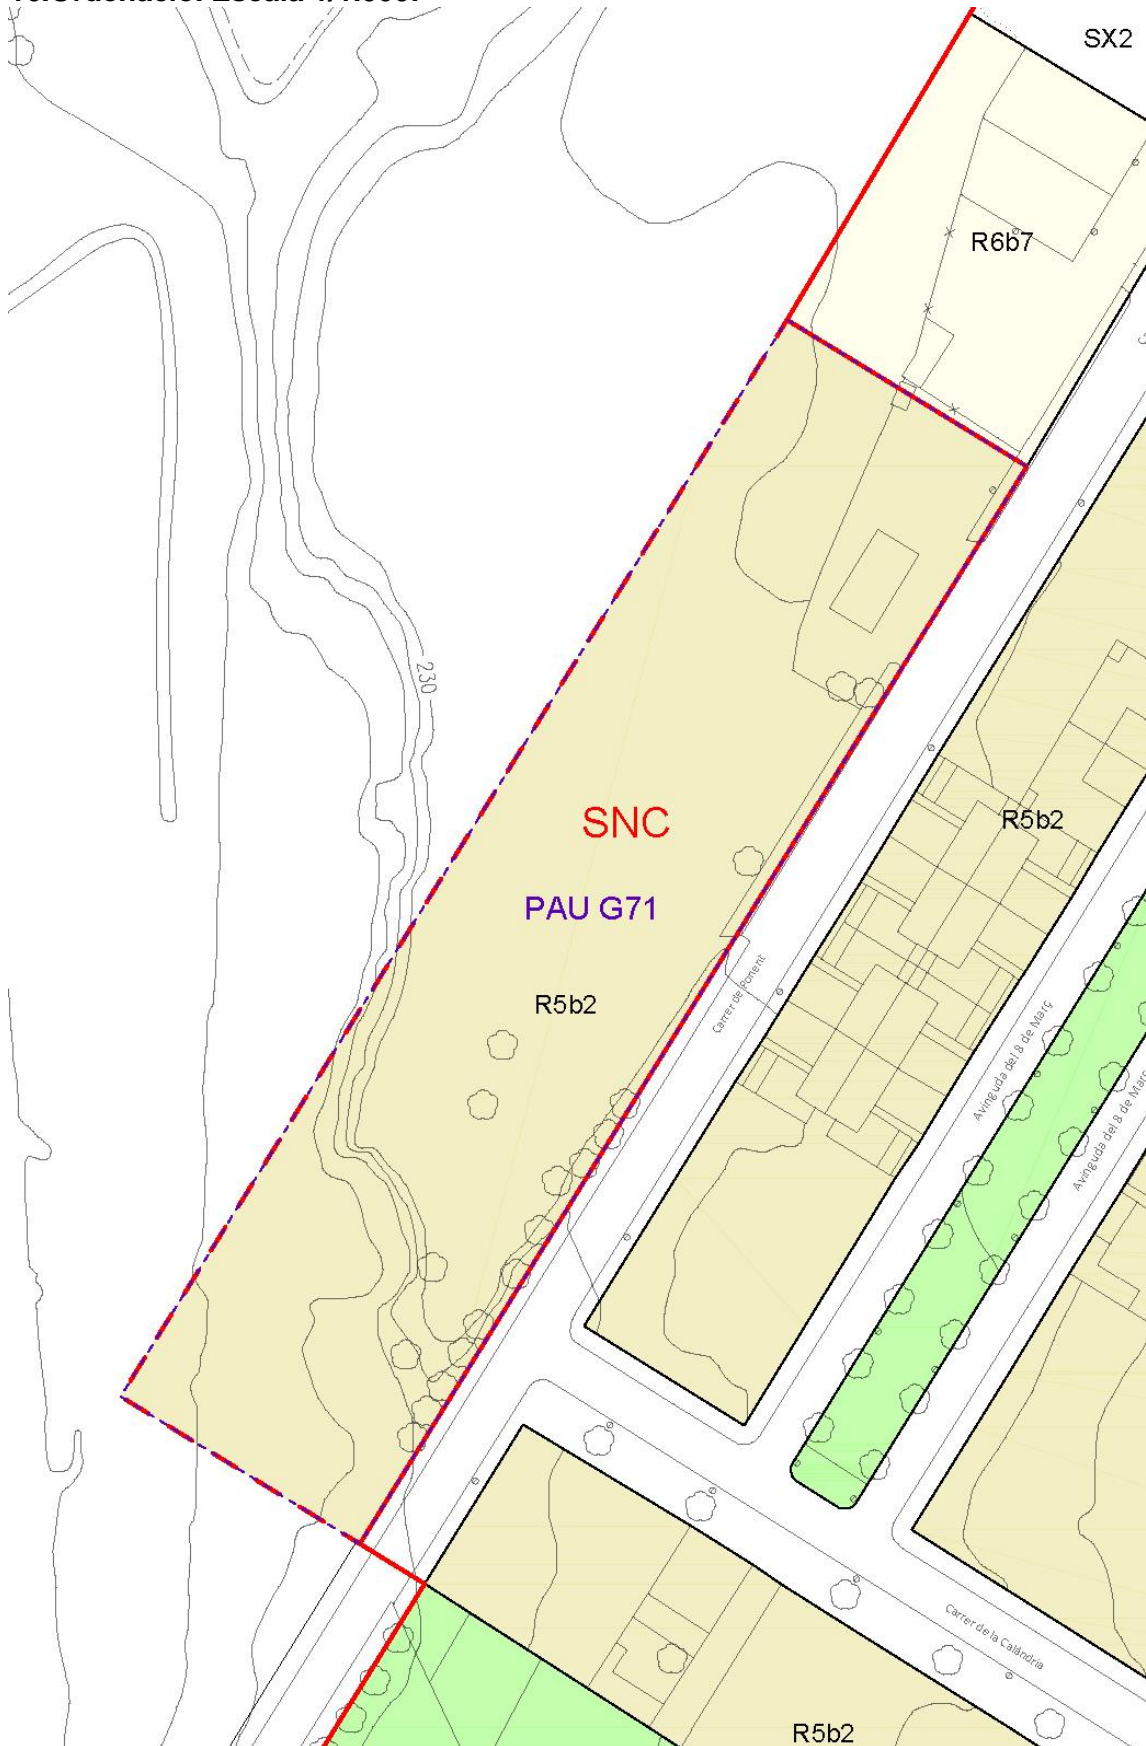 SX2
R6b7
230
SNC
R5b2
PAU G71
R5b2
Carrer de Ponent
Avinguda del 8 de Març
Avinguda del 8 de Març
Carrer de la Calàndria
R5b2